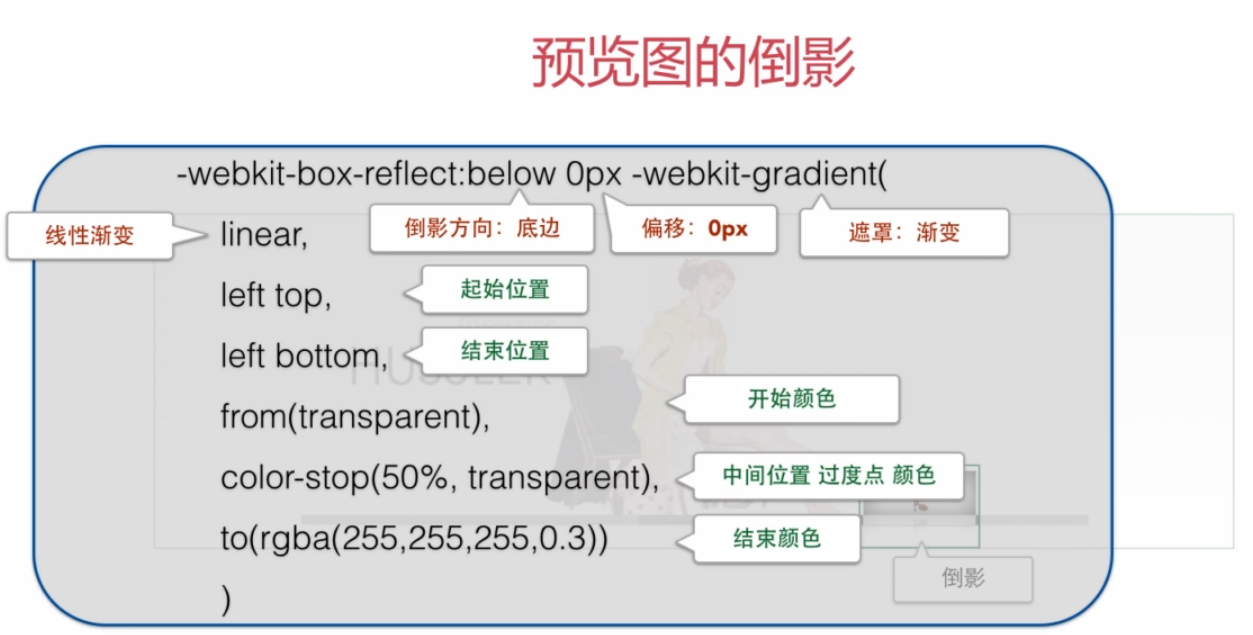 预览图的倒影
-webkit-box-reflect:below 0px -webkit-gradient(
倒影方向：底边
偏移：0px
遮罩：渐变
线性渐变
linear,
left top,
起始位置
left bottom,
结束位置
from(transparent),
开始颜色
color-stop(50%, transparent),
中间位置 过度点 颜色
to(rgba(255,255,255,0.3))
结束颜色
)
倒影